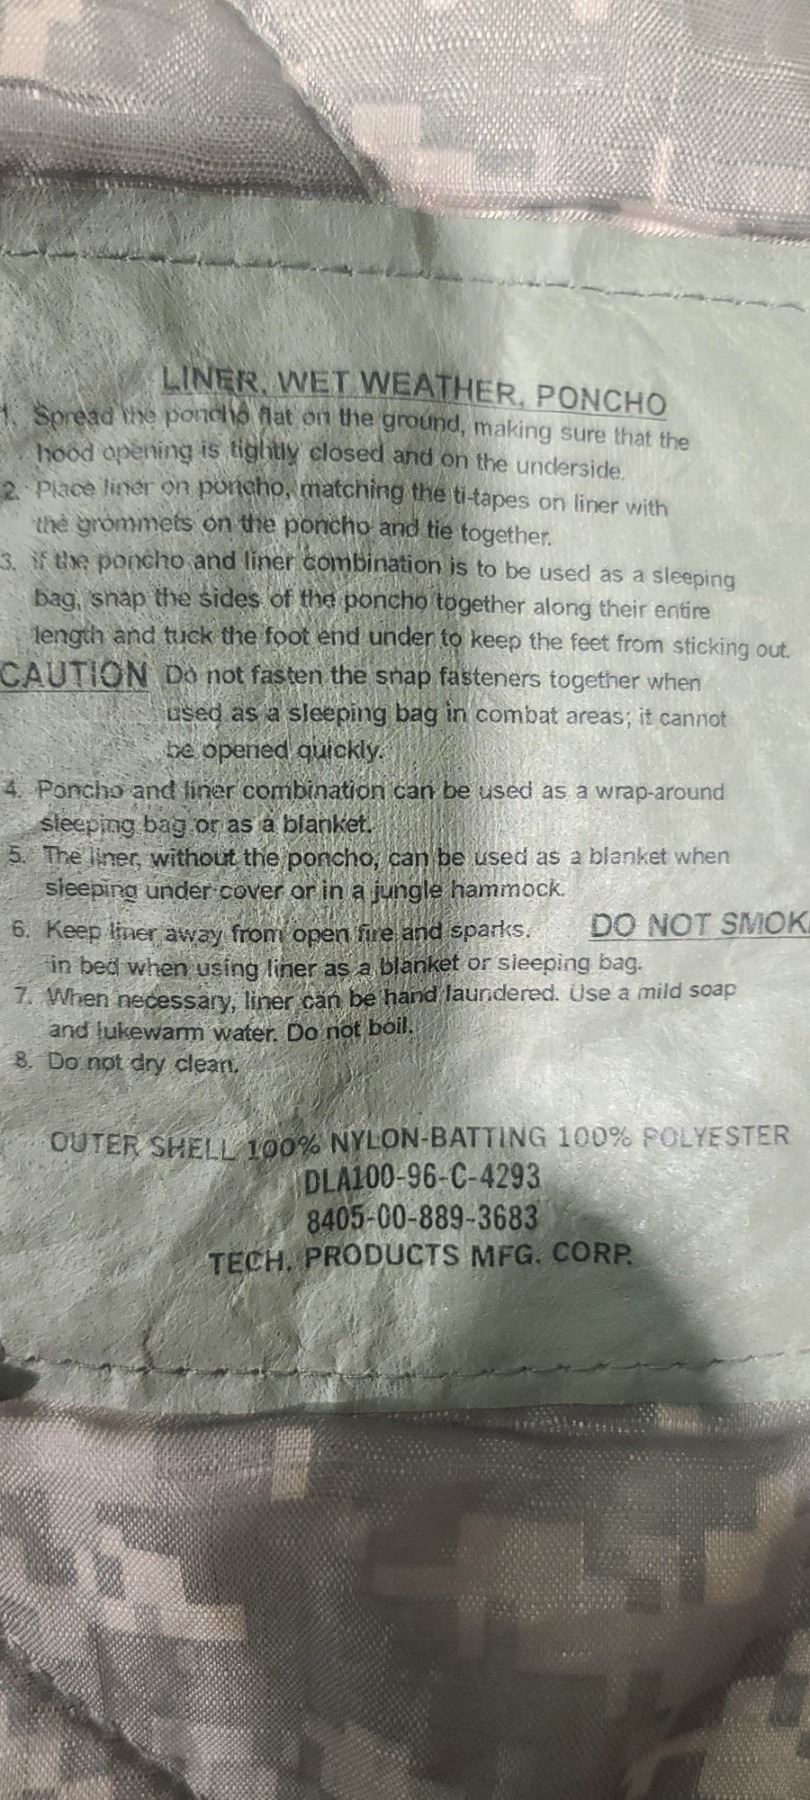 LINER, WET WEATHER, PONCHO
1. Spread the poncho flat on the ground, making sure that the
hood opening is tightly closed and on the underside.
2. Place liner on poncho, matching the ti-tapes on liner with
the grommets on the poncho and tie together.
3. if the poncho and liner combination is to be used as a sleeping
bag, snap the sides of the poncho together along their entire
length and tuck the foot end under to keep the feet from sticking out.
CAUTION Do not fasten the snap fasteners together when
used as a sleeping bag in combat areas; it cannot
be opened quickly.
4. Poncho and liner combination can be used as a wrap-around
sleeping bag or as a blanket.
5. The liner, without the poncho, can be used as a blanket when
sleeping under cover or in a jungle hammock.
6. Keep liner away from open fire and sparks. DO NOT SMOK
in bed when using liner as a blanket or sleeping bag.
7. When necessary, liner can be hand laundered. Use a mild soap
and lukewarm water. Do not boil.
8. Do not dry clean.
OUTER SHELL 100% NYLON-BATTING 100% POLYESTER
DLA100-96-C-4293
8405-00-889-3683
TECH. PRODUCTS MFG. CORP.